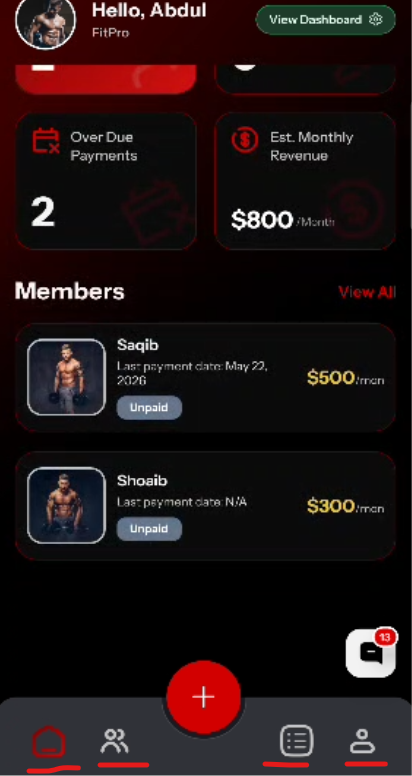 Hello, Abdul
FitPro
View Dashboard
Over Due
Payments
2
Est. Monthly
Revenue
$800 /Month
Members
View All
Saqib
Last payment date: May 22,
2026
Unpaid
$500/mon
Shoaib
Last payment date: N/A
Unpaid
$300/mon
13
+